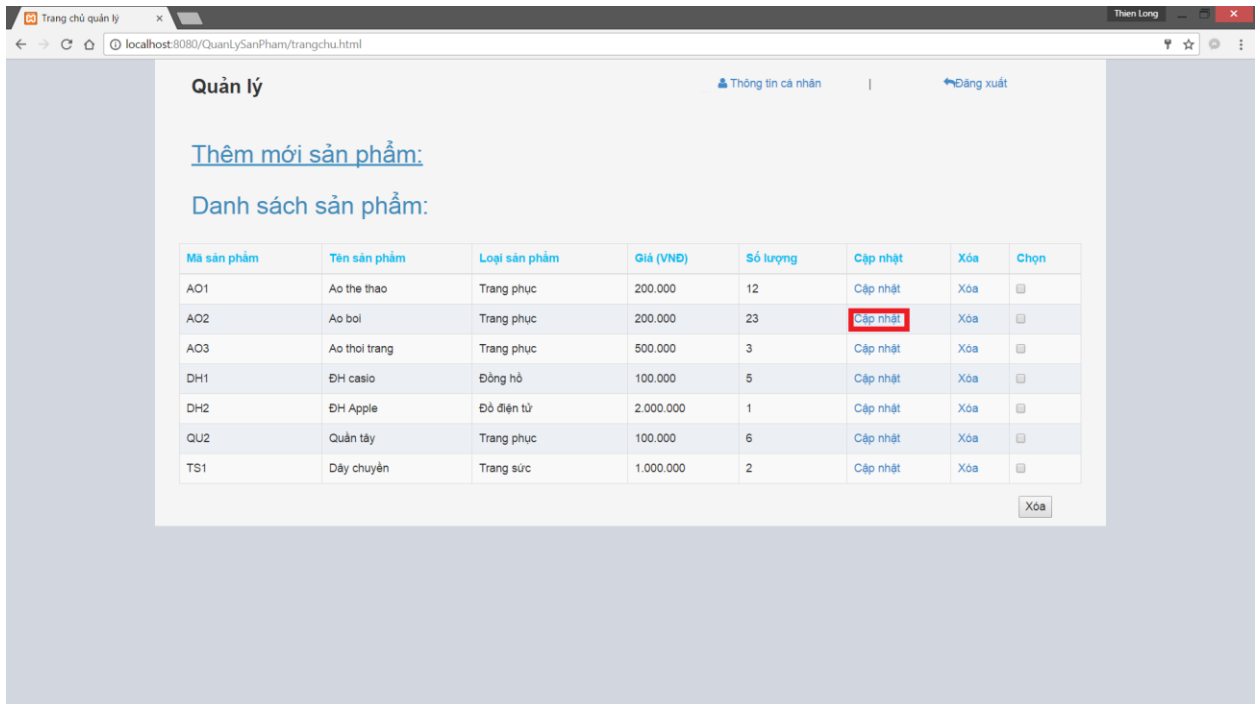 Trang chủ quản lý
Thien Long
localhost:8080/QuanLySanPham/trangchu.html
Quản lý
Thông tin cá nhân | Đăng xuất
Thêm mới sản phẩm:
Danh sách sản phẩm:
Mã sản phẩm Tên sản phẩm Loại sản phẩm Giá (VNĐ) Số lượng Cập nhật Xóa Chọn
AO1 Ao the thao Trang phục 200.000 12 Cập nhật Xóa
AO2 Ao boi Trang phục 200.000 23 Cập nhật Xóa
AO3 Ao thoi trang Trang phục 500.000 3 Cập nhật Xóa
DH1 ĐH casio Đồng hồ 100.000 5 Cập nhật Xóa
DH2 ĐH Apple Đồ điện tử 2.000.000 1 Cập nhật Xóa
QU2 Quần tây Trang phục 100.000 6 Cập nhật Xóa
TS1 Dây chuyền Trang sức 1.000.000 2 Cập nhật Xóa
Xóa